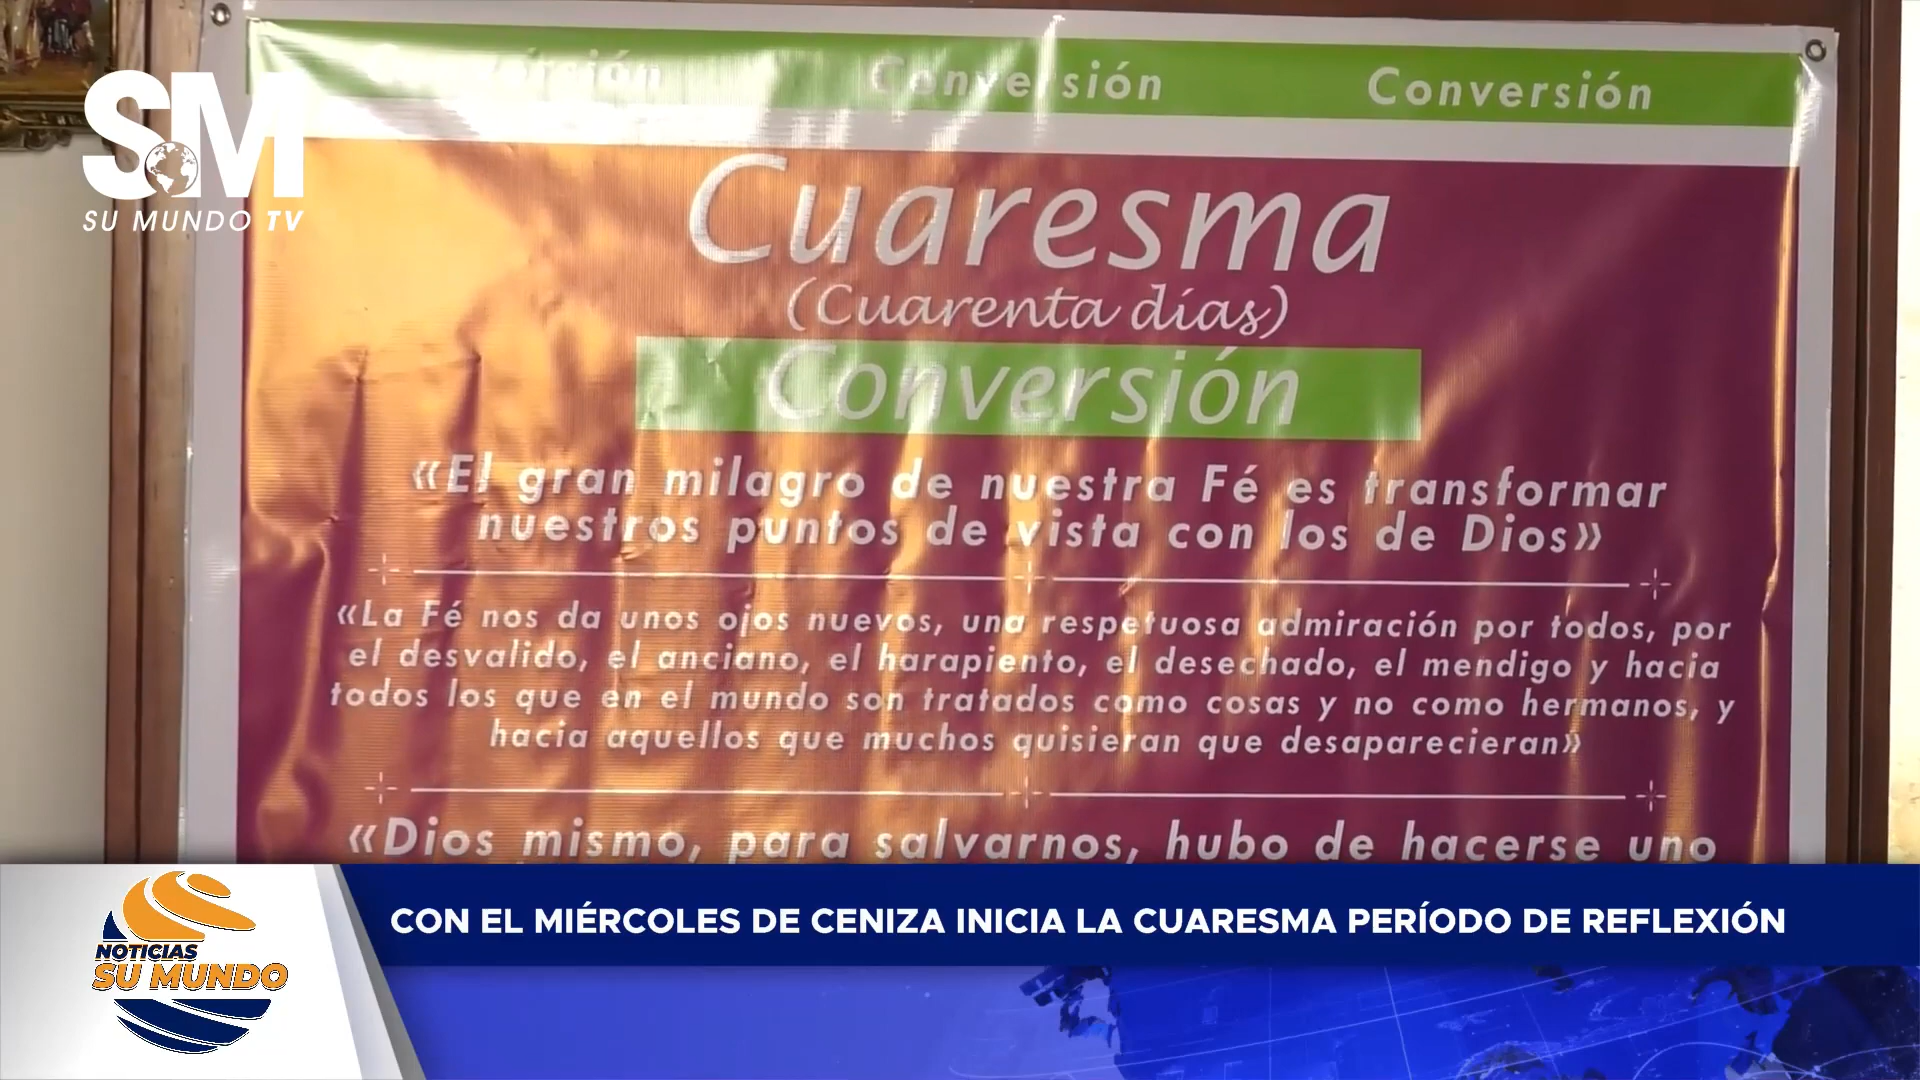 Conversión Conversión Conversión
SM
SU MUNDO TV
Cuaresma
(Cuarenta días)
Conversión
«El gran milagro de nuestra Fé es transformar
nuestros puntos de vista con los de Dios»
«La Fé nos da unos ojos nuevos, una respetuosa admiración por todos, por
el desvalido, el anciano, el harapiento, el desechado, el mendigo y hacia
todos los que en el mundo son tratados como cosas y no como hermanos, y
hacia aquellos que muchos quisieran que desaparecieran»
«Dios mismo, para salvarnos, hubo de hacerse uno
CON EL MIÉRCOLES DE CENIZA INICIA LA CUARESMA PERÍODO DE REFLEXIÓN
NOTICIAS
SU MUNDO